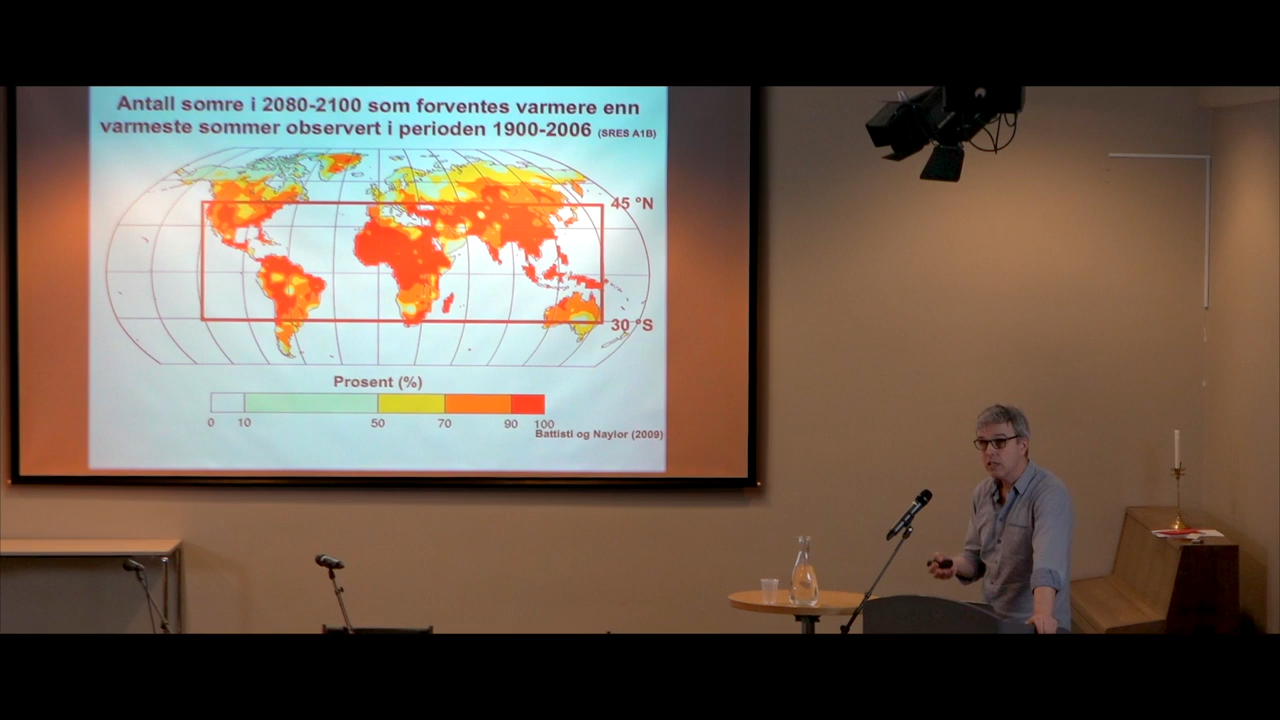 Antall somre i 2080-2100 som forventes varmere enn
varmeste sommer observert i perioden 1900-2006 (SRES A1B)
45 °N
30 °S
Prosent (%)
0 10 50 70 90 100
Battisti og Naylor (2009)